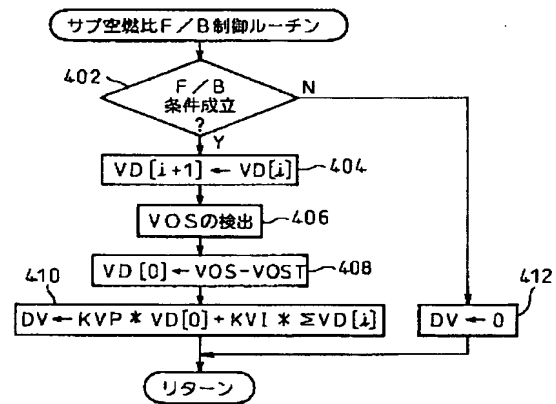 サブ空燃比F／B制御ルーチン
402
F／B
条件成立
?
N
Y
VD[i+1] ← VD[i]
404
VOSの検出
406
VD[0] ← VOS-VOST
408
410
DV ← KVP * VD[0] + KVI * ΣVD[i]
412
DV ← 0
リターン